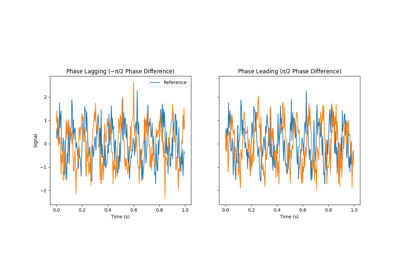 Phase Lagging (−π/2 Phase Difference)
Reference
Signal
2
1
0
−1
−2
0.0 0.2 0.4 0.6 0.8 1.0
Time (s)
Phase Leading (π/2 Phase Difference)
0.0 0.2 0.4 0.6 0.8 1.0
Time (s)